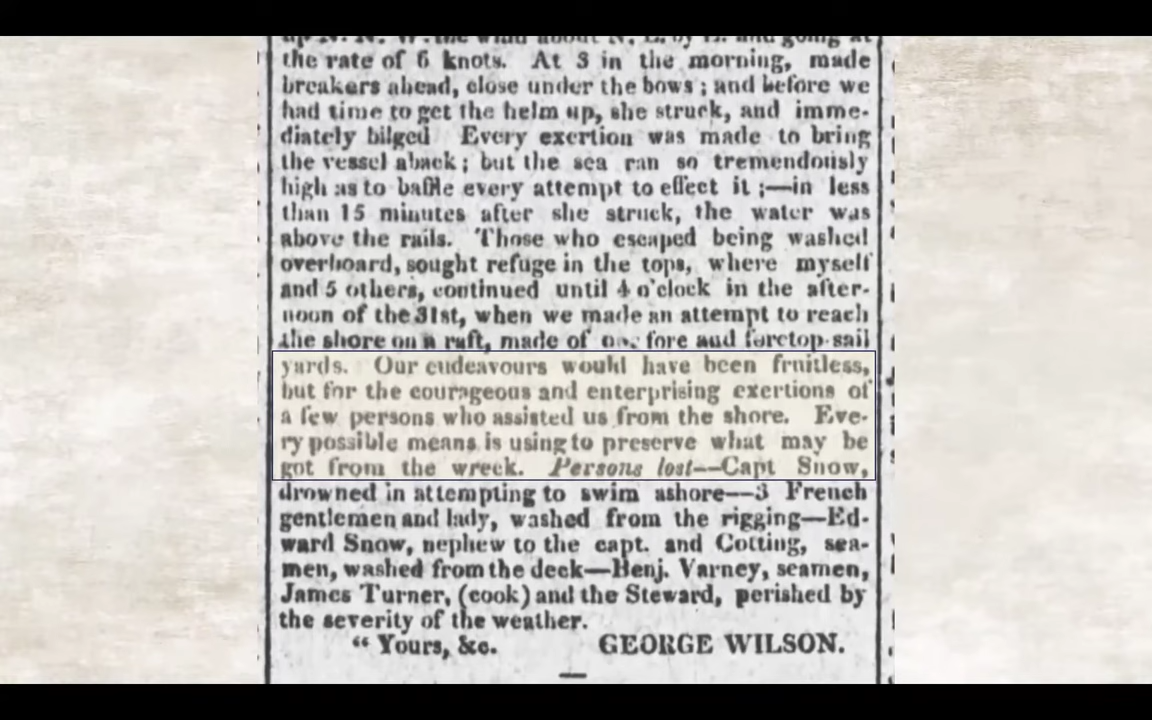 the rate of 6 knots. At 3 in the morning, made
breakers ahead, close under the bows; and before we
had time to get the helm up, she struck, and imme-
diately bilged Every exertion was made to bring
the vessel aback; but the sea ran so tremendously
high as to baffle every attempt to effect it;—in less
than 15 minutes after she struck, the water was
above the rails. Those who escaped being washed
overboard, sought refuge in the tops, where myself
and 5 others, continued until 4 o'clock in the after-
noon of the 31st, when we made an attempt to reach
the shore on a raft, made of fore and foretop-sail
yards. Our endeavours would have been fruitless,
but for the courageous and enterprising exertions of
a few persons who assisted us from the shore. Eve-
ry possible means is using to preserve what may be
got from the wreck. Persons lost—Capt Snow,
drowned in attempting to swim ashore—3 French
gentlemen and lady, washed from the rigging—Ed-
ward Snow, nephew to the capt. and Cotting, sea-
men, washed from the deck—Benj. Varney, seamen,
James Turner, (cook) and the Steward, perished by
the severity of the weather.
"Yours, &c. GEORGE WILSON.